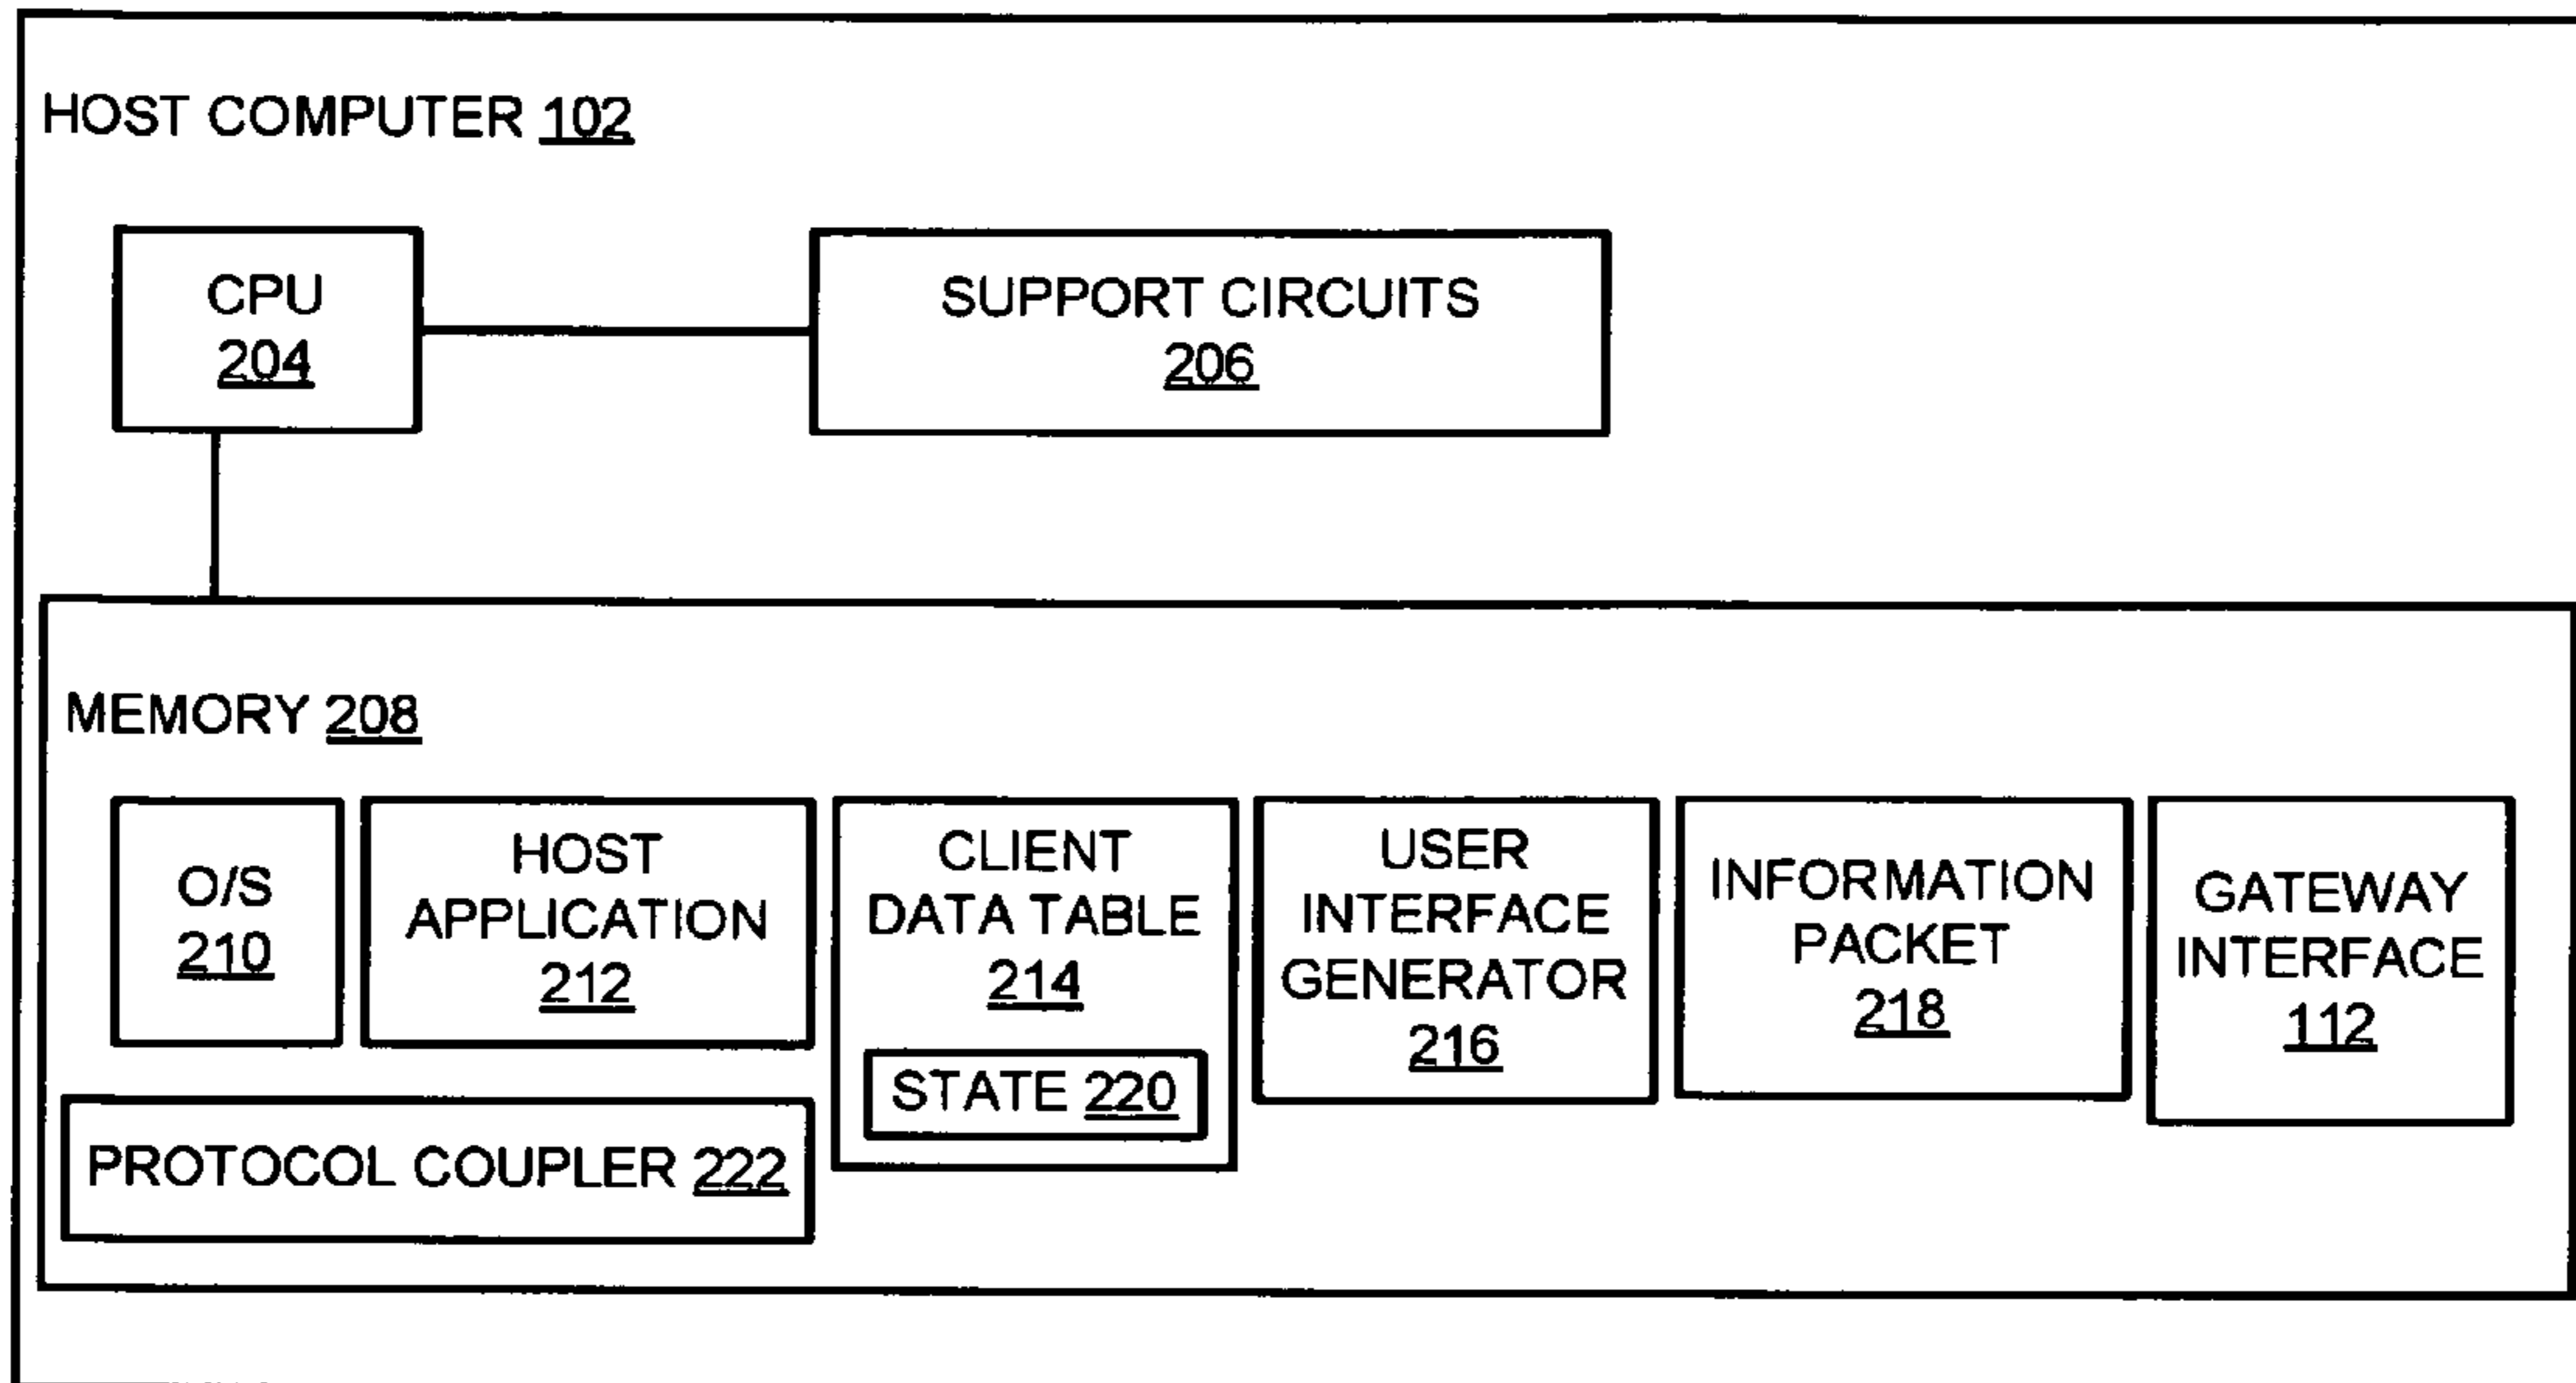 HOST COMPUTER 102
CPU
204
SUPPORT CIRCUITS
206
MEMORY 208
O/S
210
HOST
APPLICATION
212
CLIENT
DATA TABLE
214
STATE 220
USER
INTERFACE
GENERATOR
216
INFORMATION
PACKET
218
GATEWAY
INTERFACE
112
PROTOCOL COUPLER 222